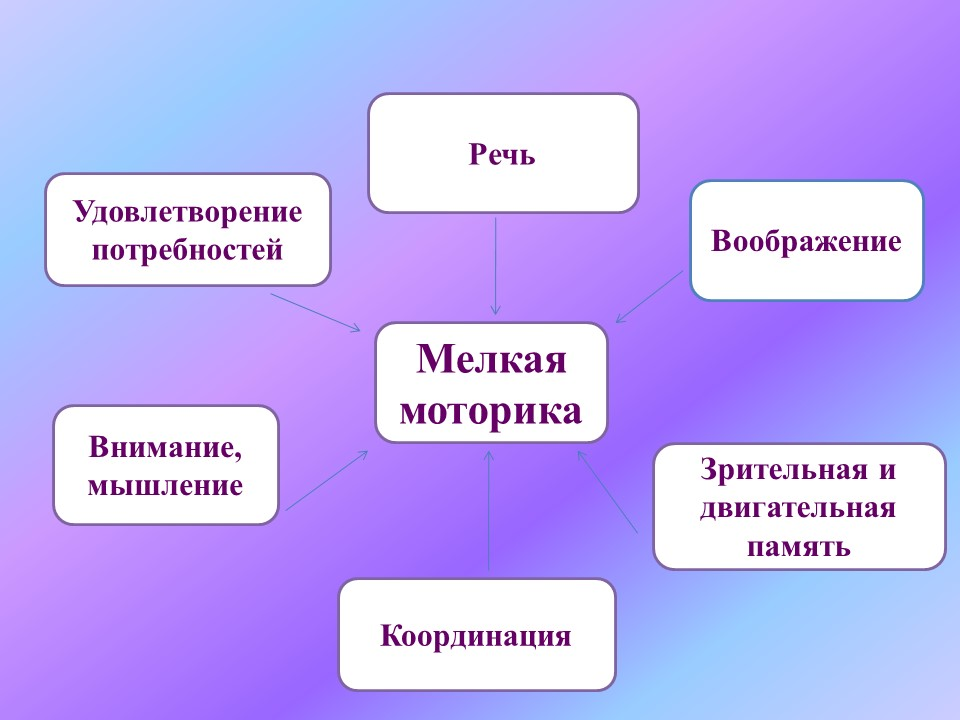 Речь
Удовлетворение
потребностей
Воображение
Мелкая
моторика
Внимание,
мышление
Зрительная и
двигательная
память
Координация